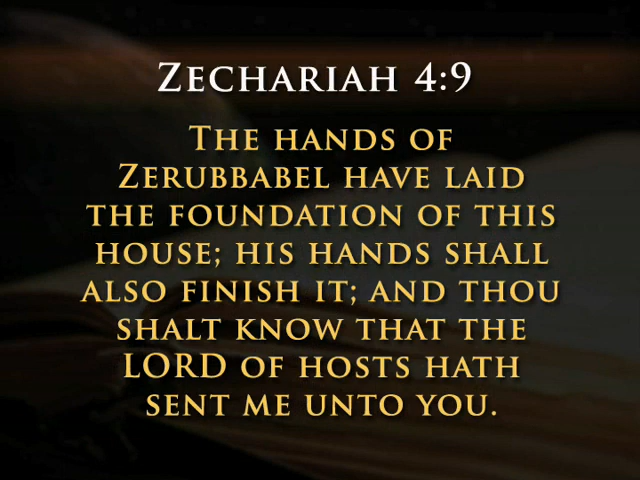 Zechariah 4:9
The hands of
Zerubbabel have laid
the foundation of this
house; his hands shall
also finish it; and thou
shalt know that the
LORD of hosts hath
sent me unto you.